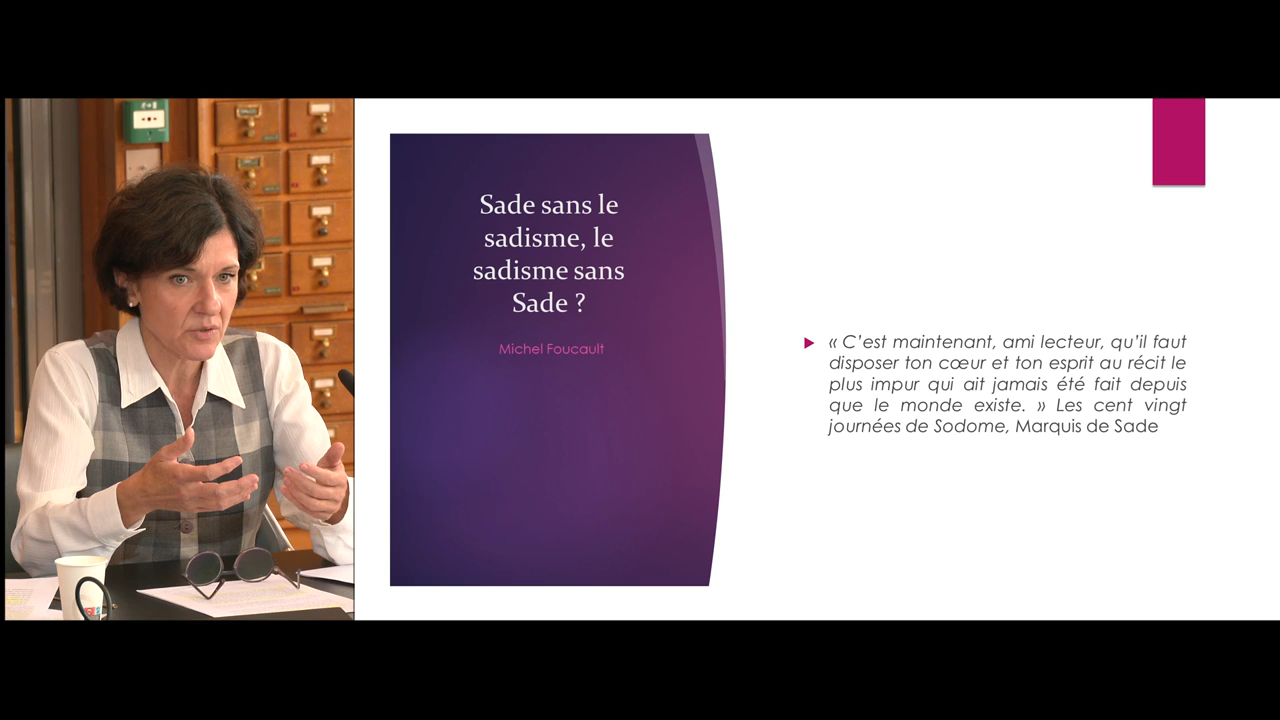 Sade sans le
sadisme, le
sadisme sans
Sade ?
Michel Foucault
« C'est maintenant, ami lecteur, qu'il faut
disposer ton cœur et ton esprit au récit le
plus impur qui ait jamais été fait depuis
que le monde existe. » Les cent vingt
journées de Sodome, Marquis de Sade